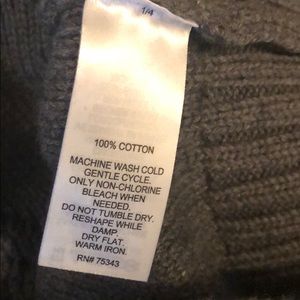 1/4
100% COTTON
MACHINE WASH COLD
GENTLE CYCLE.
ONLY NON-CHLORINE
BLEACH WHEN
NEEDED.
DO NOT TUMBLE DRY.
RESHAPE WHILE
DAMP.
DRY FLAT.
WARM IRON.
RN# 75343